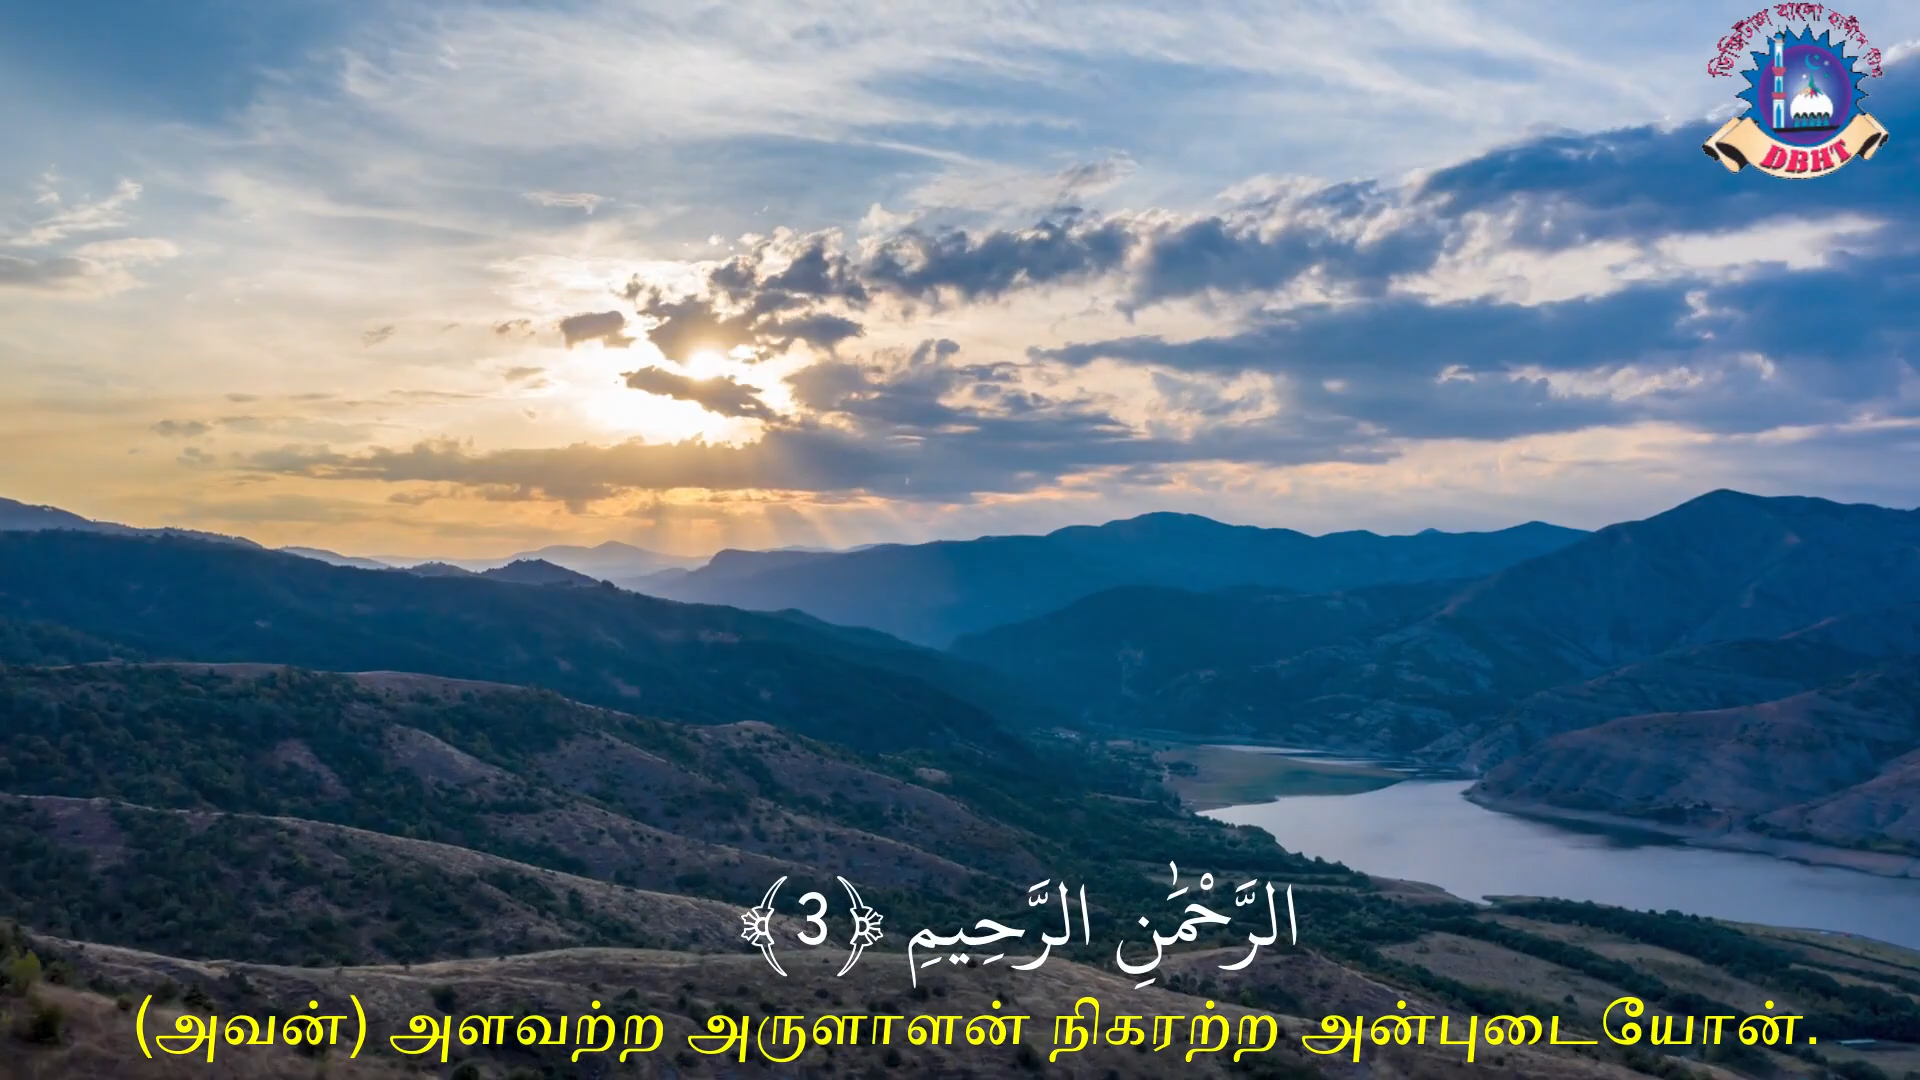 ডিজিটাল বাংলা হাদীস টিম
DBHT
الرَّحْمَٰنِ الرَّحِيمِ ﴿3﴾
(அவன்) அளவற்ற அருளாளன் நிகரற்ற அன்புடையோன்.